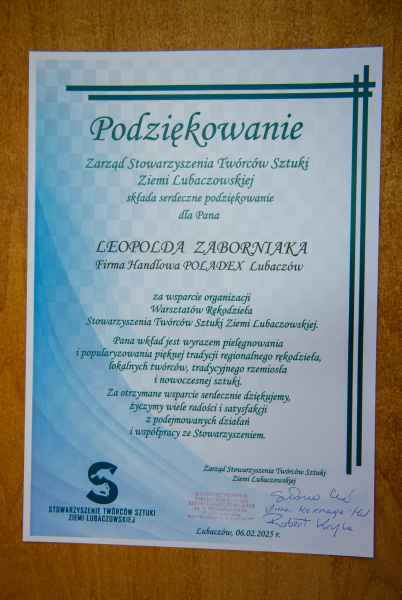 Podziękowanie
Zarząd Stowarzyszenia Twórców Sztuki
Ziemi Lubaczowskiej
składa serdeczne podziękowanie
dla Pana
LEOPOLDA ZABORNIAKA
Firma Handlowa POLADEX Lubaczów
za wsparcie organizacji
Warsztatów Rękodzieła
Stowarzyszenia Twórców Sztuki Ziemi Lubaczowskiej.
Pana wkład jest wyrazem pielęgnowania
i popularyzowania pięknej tradycji regionalnego rękodzieła,
lokalnych twórców, tradycyjnego rzemiosła
i nowoczesnej sztuki.
Za otrzymane wsparcie serdecznie dziękujemy,
życzymy wiele radości i satysfakcji
z podejmowanych działań
i współpracy ze Stowarzyszeniem.
Zarząd Stowarzyszenia Twórców Sztuki
Ziemi Lubaczowskiej
STOWARZYSZENIE TWÓRCÓW SZTUKI
ZIEMI LUBACZOWSKIEJ
Robert
Lubaczów, 06.02.2025 r.